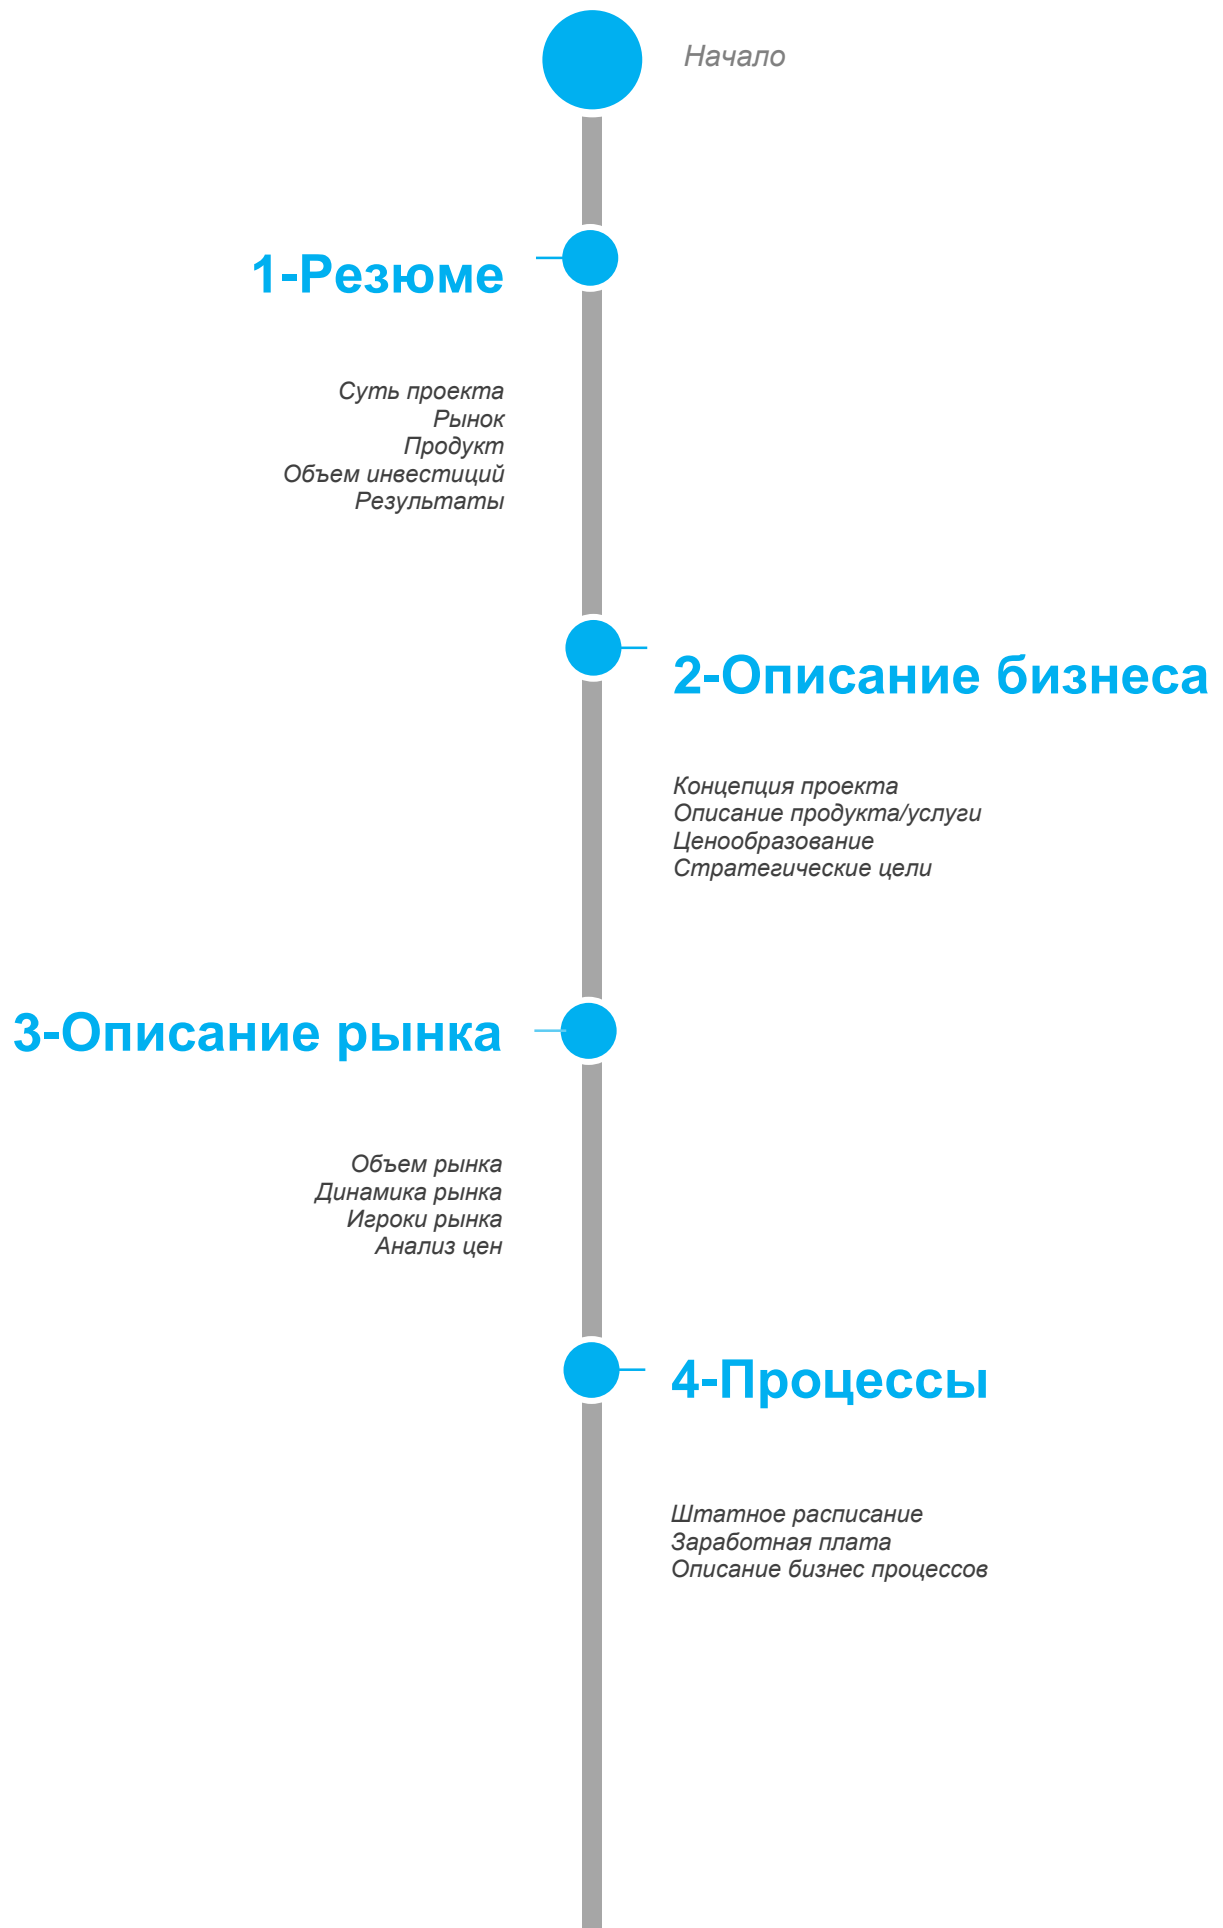 Начало
1-Резюме
Суть проекта
Рынок
Продукт
Объем инвестиций
Результаты
2-Описание бизнеса
Концепция проекта
Описание продукта/услуги
Ценообразование
Стратегические цели
3-Описание рынка
Объем рынка
Динамика рынка
Игроки рынка
Анализ цен
4-Процессы
Штатное расписание
Заработная плата
Описание бизнес процессов